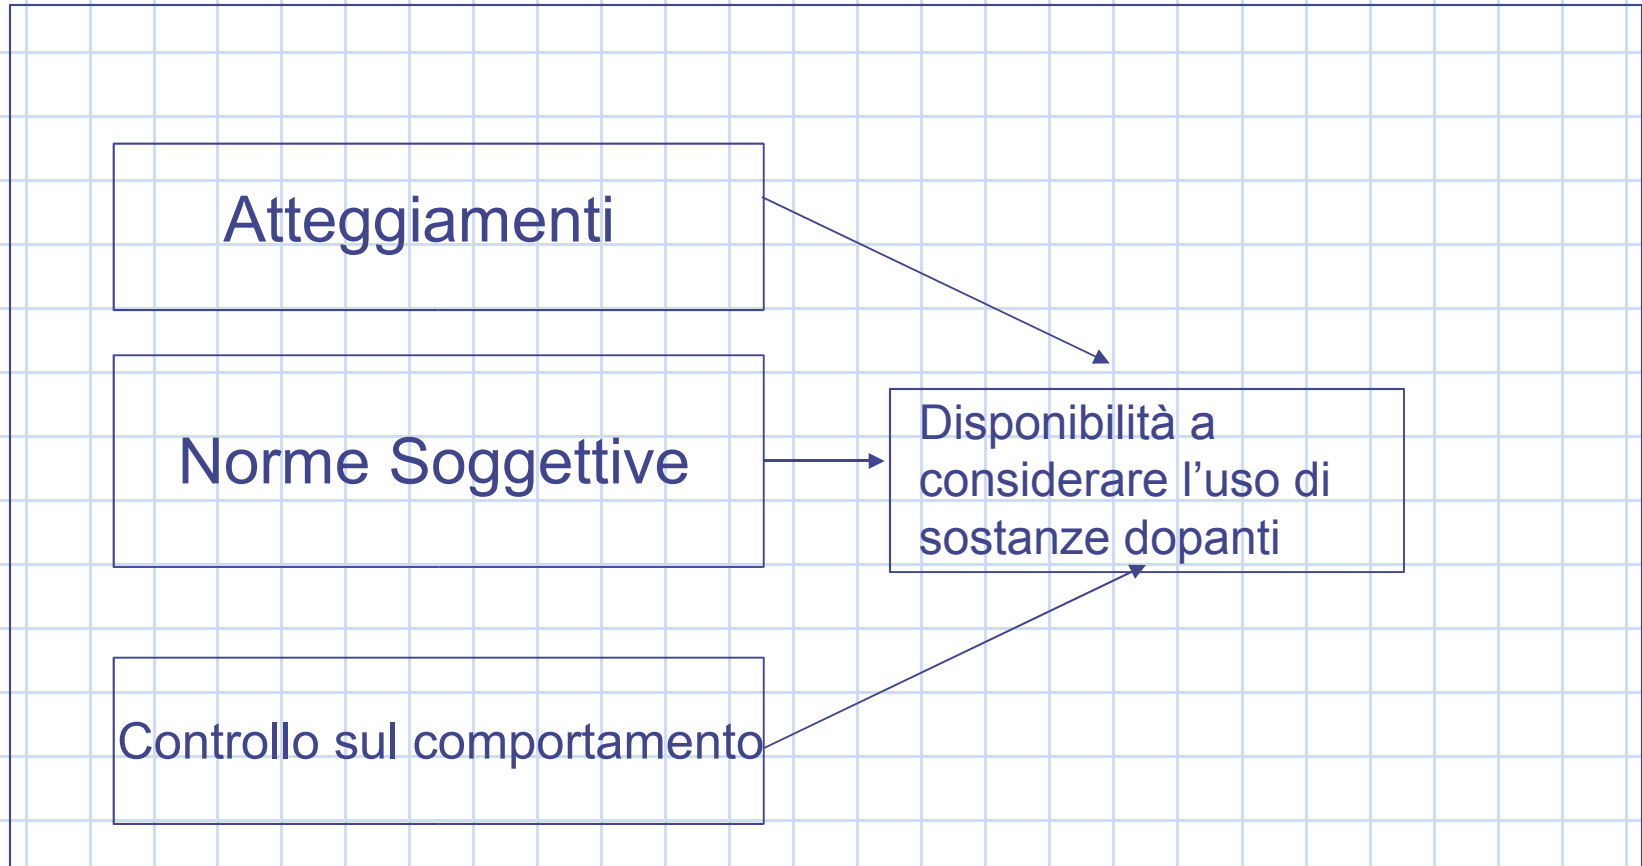 Atteggiamenti
Norme Soggettive
Disponibilità a
considerare l’uso di
sostanze dopanti
Controllo sul comportamento